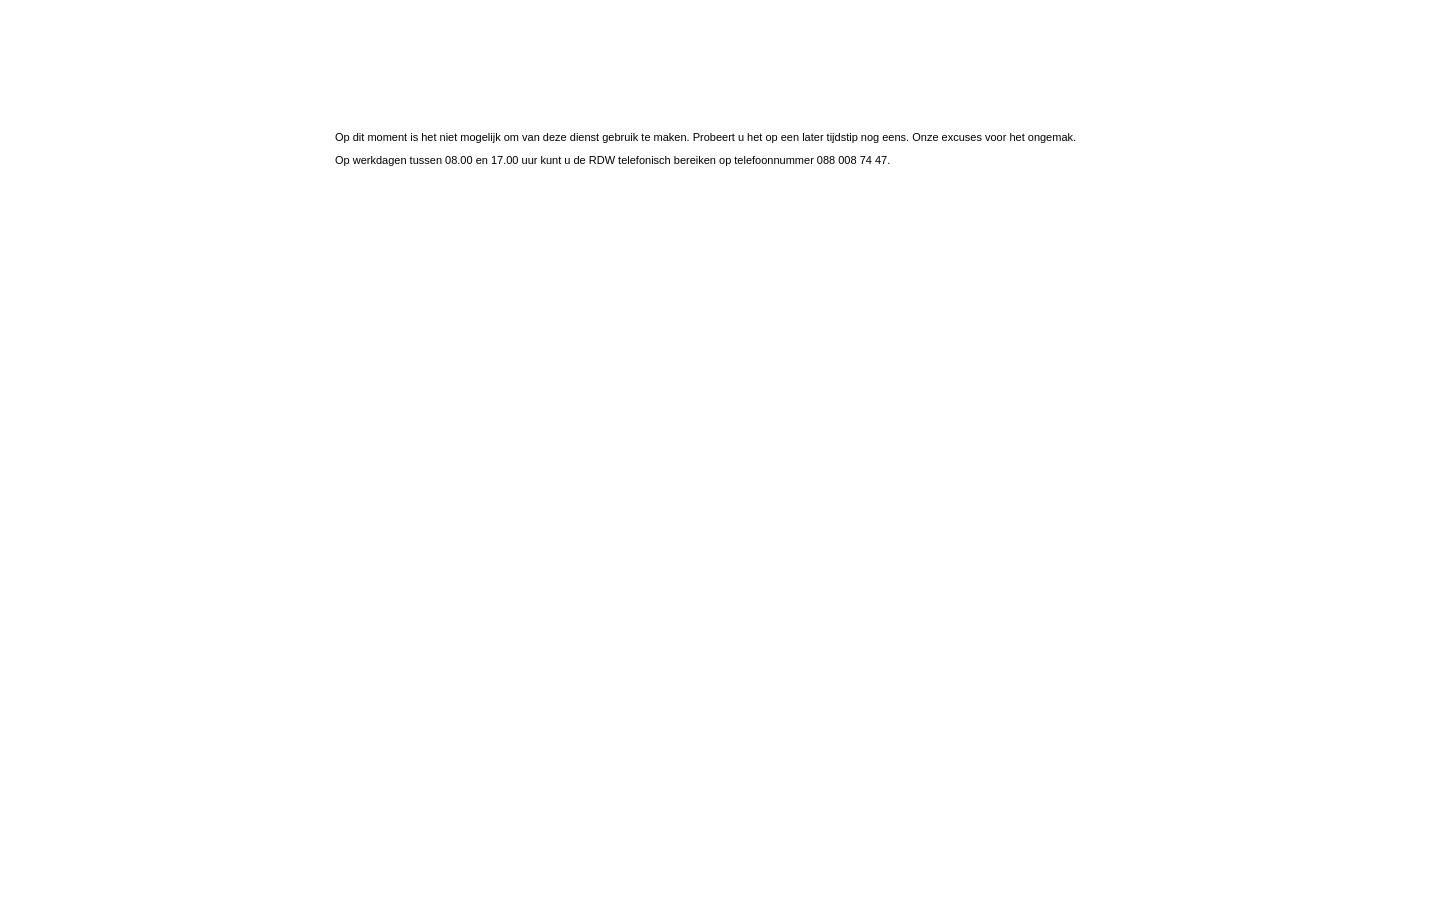 Op dit moment is het niet mogelijk om van deze dienst gebruik te maken. Probeert u het op een later tijdstip nog eens. Onze excuses voor het ongemak.
Op werkdagen tussen 08.00 en 17.00 uur kunt u de RDW telefonisch bereiken op telefoonnummer 088 008 74 47.